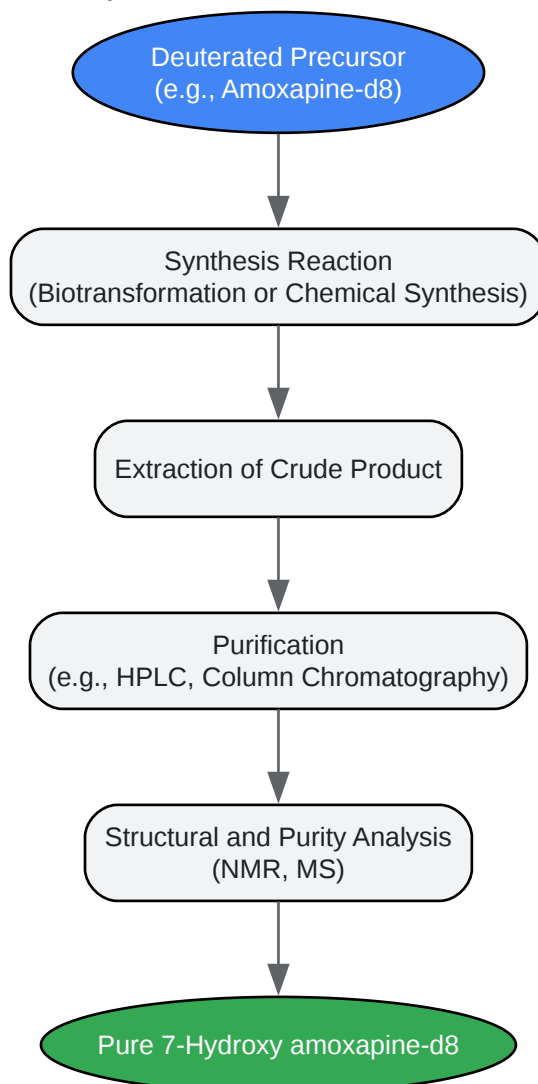 Deuterated Precursor
(e.g., Amoxapine-d8)
Synthesis Reaction
(Biotransformation or Chemical Synthesis)
Extraction of Crude Product
Purification
(e.g., HPLC, Column Chromatography)
Structural and Purity Analysis
(NMR, MS)
Pure 7-Hydroxy amoxapine-d8